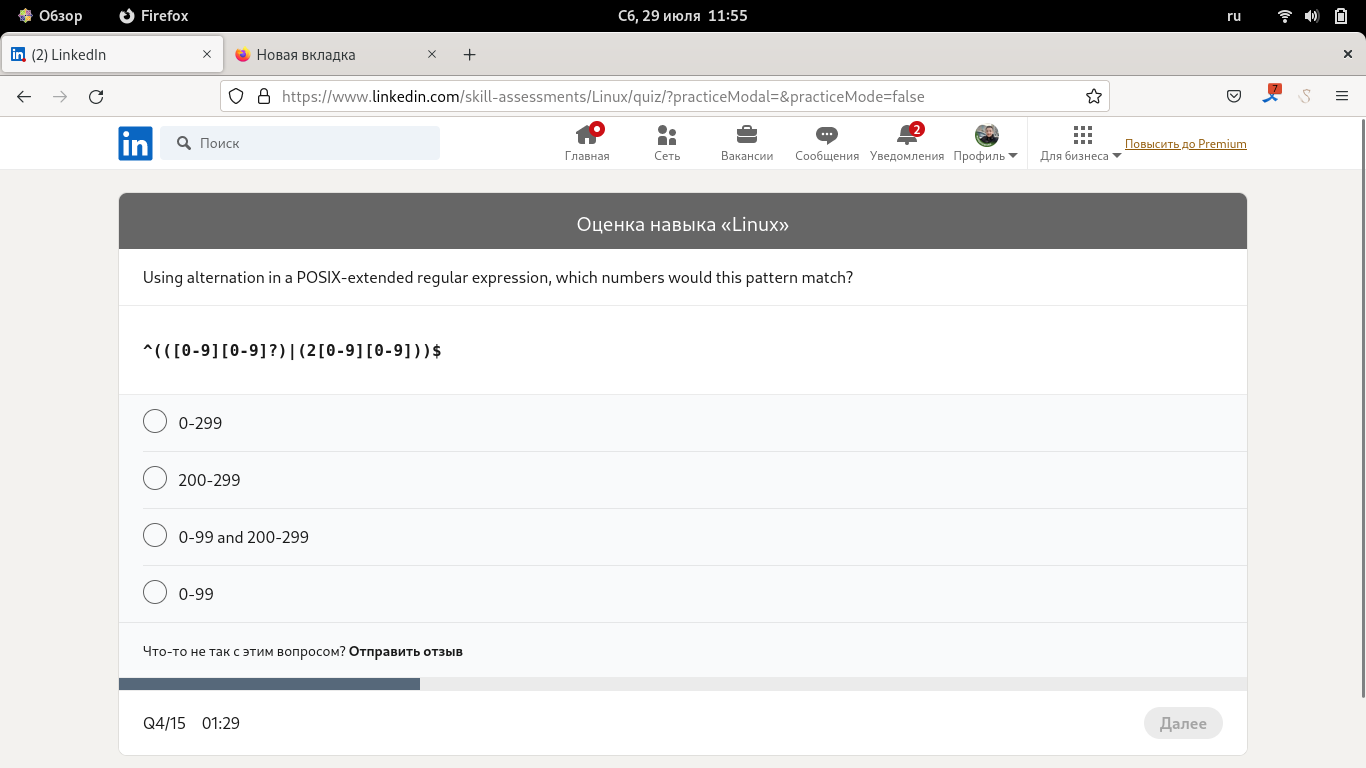 Обзор Firefox Сб, 29 июля 11:55 ru
in (2) LinkedIn × Новая вкладка × + ×
https://www.linkedin.com/skill-assessments/Linux/quiz/?practiceModal=&practiceMode=false 7
in Поиск Главная Сеть Вакансии Сообщения 2 Уведомления Профиль Для бизнеса Повысить до Premium
Оценка навыка «Linux»
Using alternation in a POSIX-extended regular expression, which numbers would this pattern match?
^(([0-9][0-9]?)|(2[0-9][0-9]))$
0-299
200-299
0-99 and 200-299
0-99
Что-то не так с этим вопросом? Отправить отзыв
Q4/15 01:29 Далее